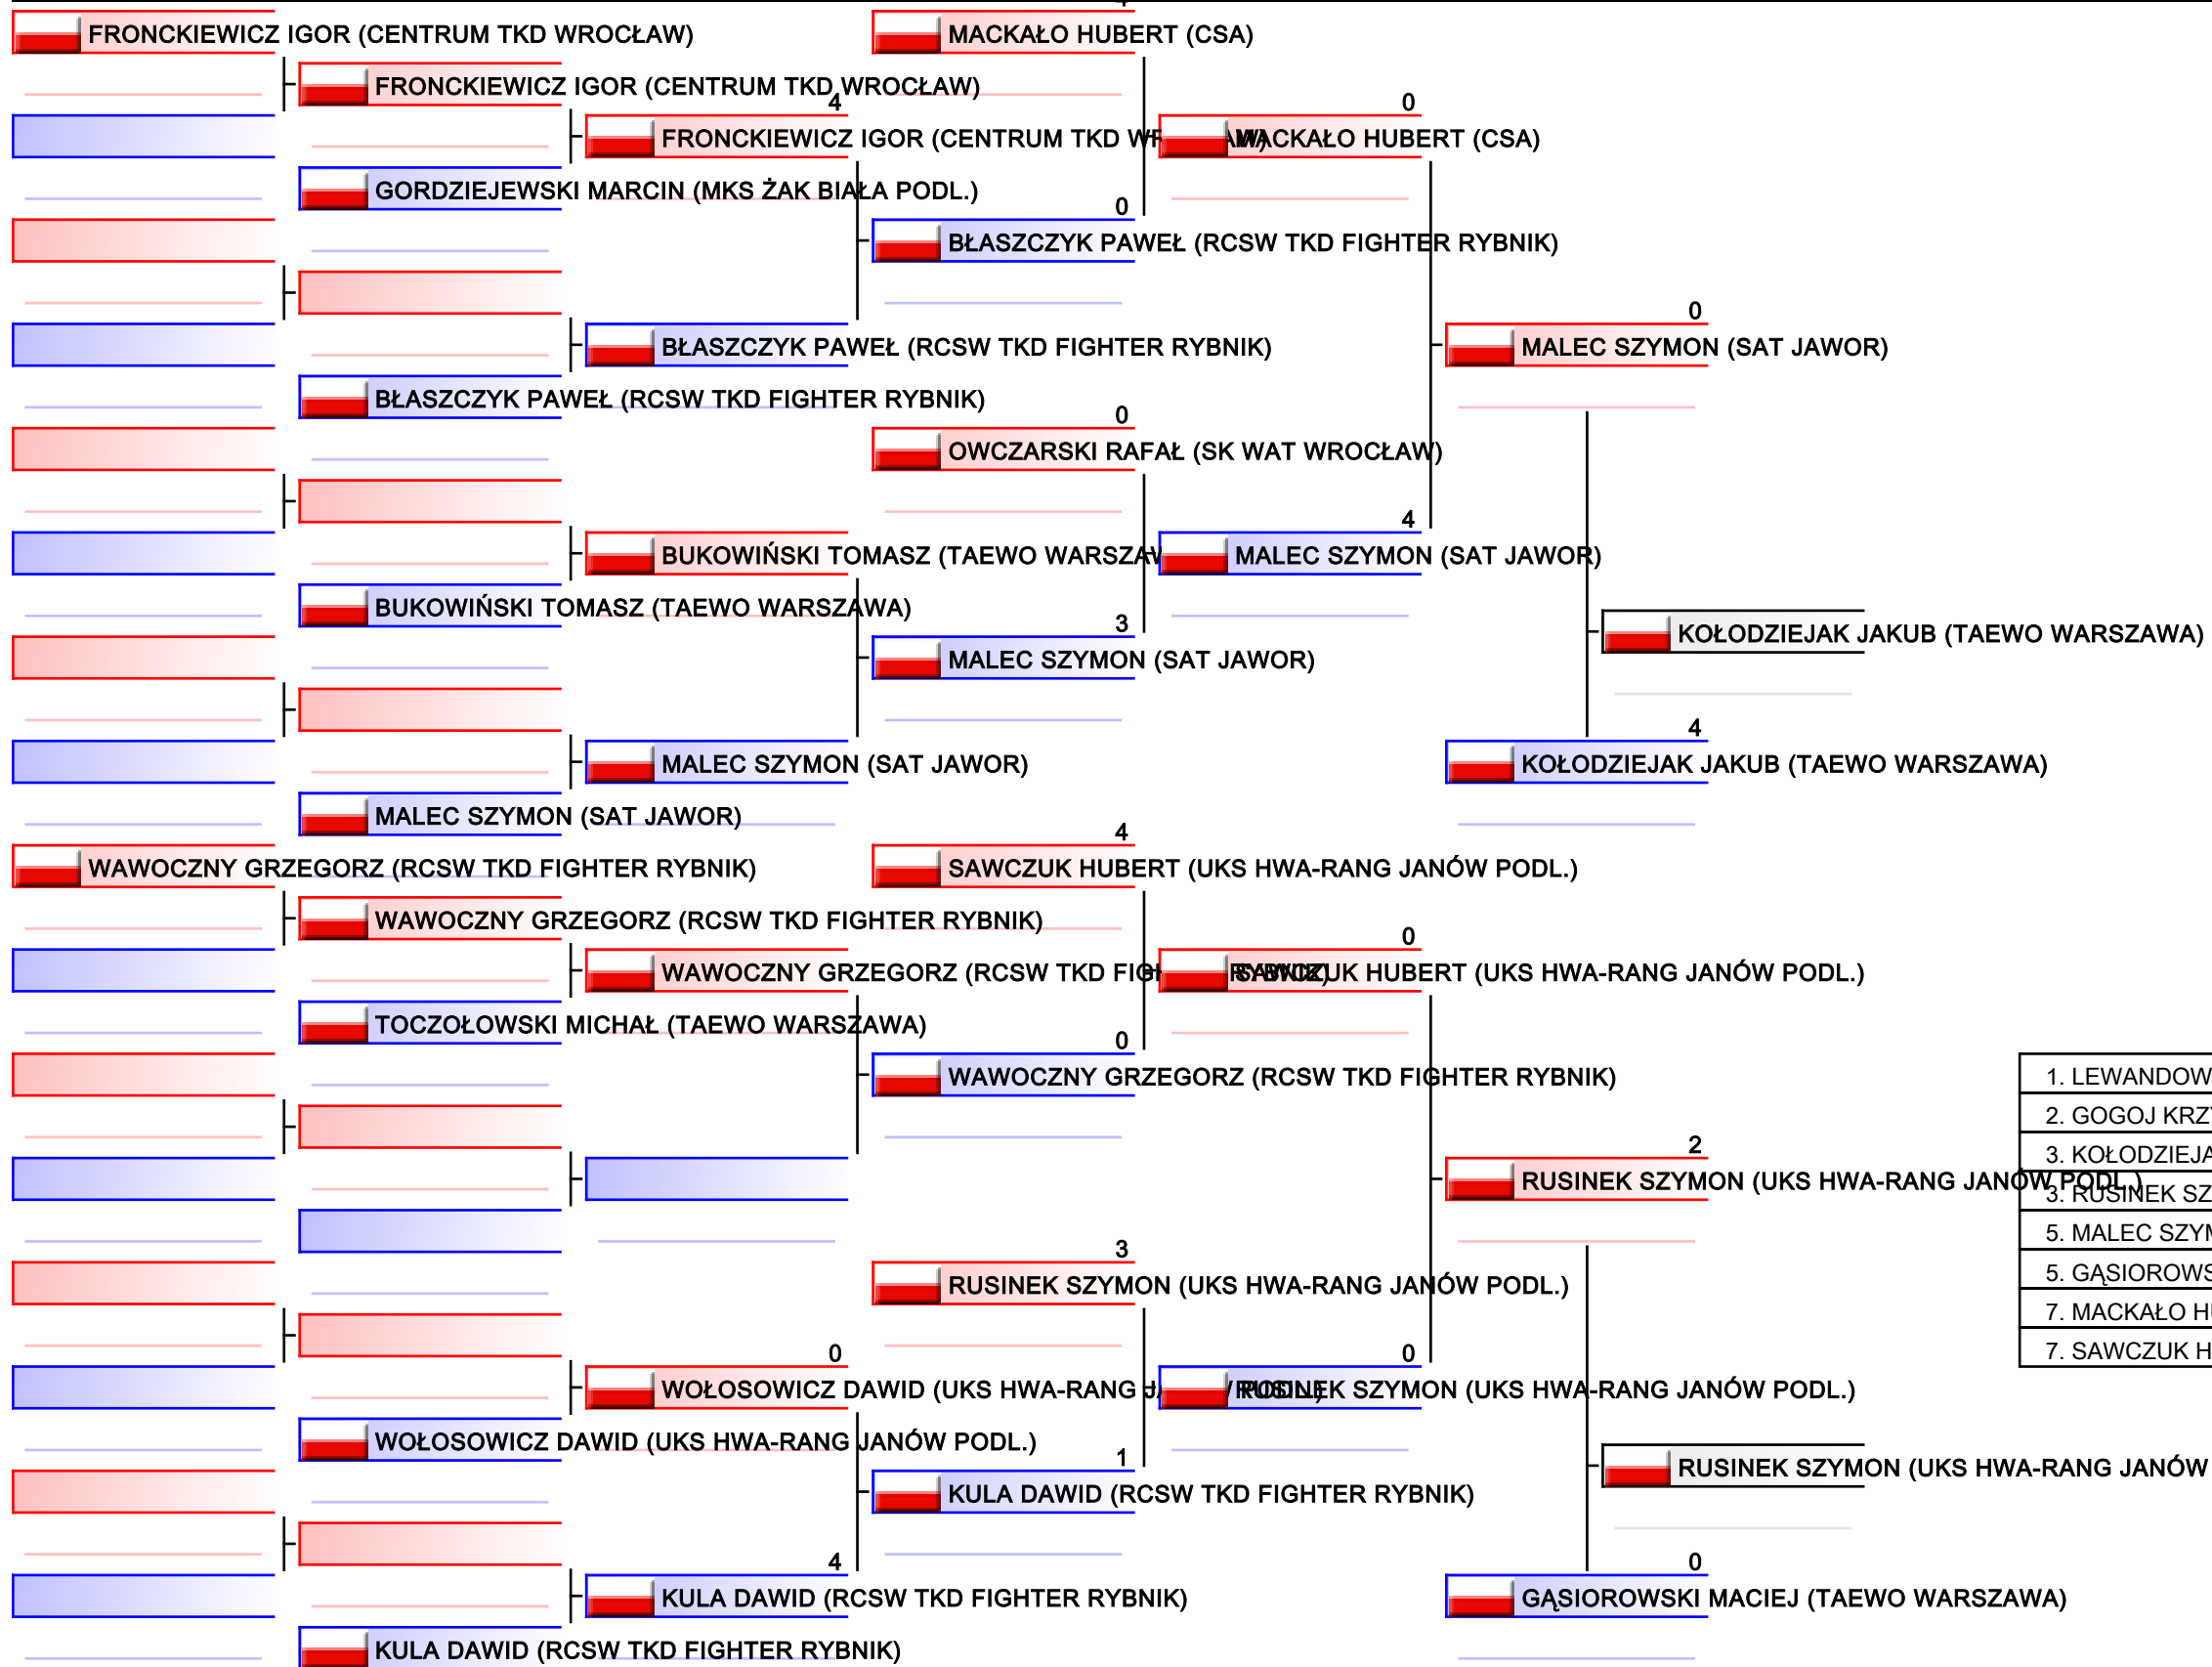 FRONCKIEWICZ IGOR (CENTRUM TKD WROCŁAW)
MACKAŁO HUBERT (CSA)
FRONCKIEWICZ IGOR (CENTRUM TKD WROCŁAW)
4
0
FRONCKIEWICZ IGOR (CENTRUM TKD
MACKAŁO HUBERT (CSA)
GORDZIEJEWSKI MARCIN (MKS ŻAK BIAŁA PODL.)
0
BŁASZCZYK PAWEŁ (RCSW TKD FIGHTER RYBNIK)
0
BŁASZCZYK PAWEŁ (RCSW TKD FIGHTER RYBNIK)
MALEC SZYMON (SAT JAWOR)
BŁASZCZYK PAWEŁ (RCSW TKD FIGHTER RYBNIK)
0
OWCZARSKI RAFAŁ (SK WAT WROCŁAW)
4
BUKOWIŃSKI TOMASZ (TAEWO WARSZAW
MALEC SZYMON (SAT JAWOR)
BUKOWIŃSKI TOMASZ (TAEWO WARSZAWA)
3
KOŁODZIEJAK JAKUB (TAEWO WARSZAWA)
MALEC SZYMON (SAT JAWOR)
4
MALEC SZYMON (SAT JAWOR)
KOŁODZIEJAK JAKUB (TAEWO WARSZAWA)
MALEC SZYMON (SAT JAWOR)
4
WAWOCZNY GRZEGORZ (RCSW TKD FIGHTER RYBNIK)
SAWCZUK HUBERT (UKS HWA-RANG JANÓW PODL.)
WAWOCZNY GRZEGORZ (RCSW TKD FIGHTER RYBNIK)
0
WAWOCZNY GRZEGORZ (RCSW TKD FIGHTER RYBNIK)
SAWCZUK HUBERT (UKS HWA-RANG JANÓW PODL.)
TOCZOŁOWSKI MICHAŁ (TAEWO WARSZAWA)
0
WAWOCZNY GRZEGORZ (RCSW TKD FIGHTER RYBNIK)
1. LEWANDOW
2. GOGOJ KRZY
2
3. KOŁODZIEJA
RUSINEK SZYMON (UKS HWA-RANG JANÓW PODL.)
3. RUSINEK SZ
5. MALEC SZYM
3
5. GĄSIOROWS
RUSINEK SZYMON (UKS HWA-RANG JANÓW PODL.)
7. MACKAŁO HU
7. SAWCZUK H
0
0
WOŁOSOWICZ DAWID (UKS HWA-RANG JANÓW PODL.)
RUSINEK SZYMON (UKS HWA-RANG JANÓW PODL.)
WOŁOSOWICZ DAWID (UKS HWA-RANG JANÓW PODL.)
1
RUSINEK SZYMON (UKS HWA-RANG JANÓW
KULA DAWID (RCSW TKD FIGHTER RYBNIK)
4
0
KULA DAWID (RCSW TKD FIGHTER RYBNIK)
GĄSIOROWSKI MACIEJ (TAEWO WARSZAWA)
KULA DAWID (RCSW TKD FIGHTER RYBNIK)